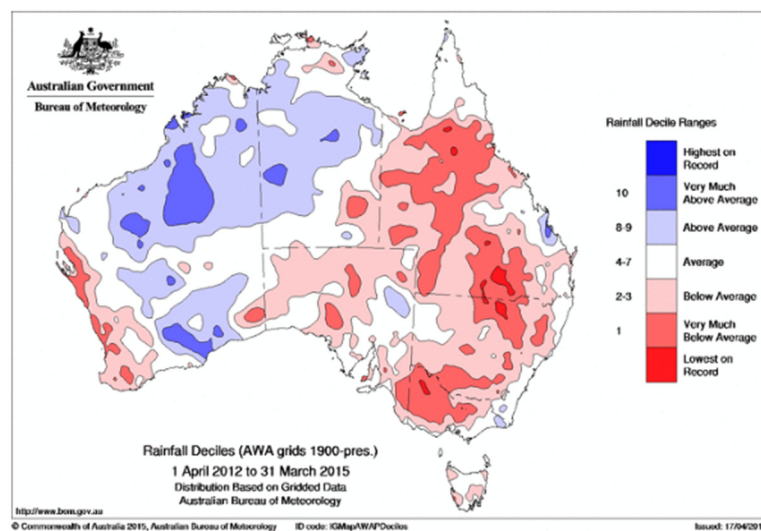 Australian Government
Bureau of Meteorology
Rainfall Decile Ranges
Highest on
Record
10
Very Much
Above Average
8-9
Above Average
4-7
Average
2-3
Below Average
1
Very Much
Below Average
Lowest on
Record
Rainfall Deciles (AWA grids 1900-pres.)
1 April 2012 to 31 March 2015
Distribution Based on Gridded Data
Australian Bureau of Meteorology
http://www.bom.gov.au
© Commonwealth of Australia 2015, Australian Bureau of Meteorology
ID code: IGMapAWAPDeciles
Issued: 17/04/201